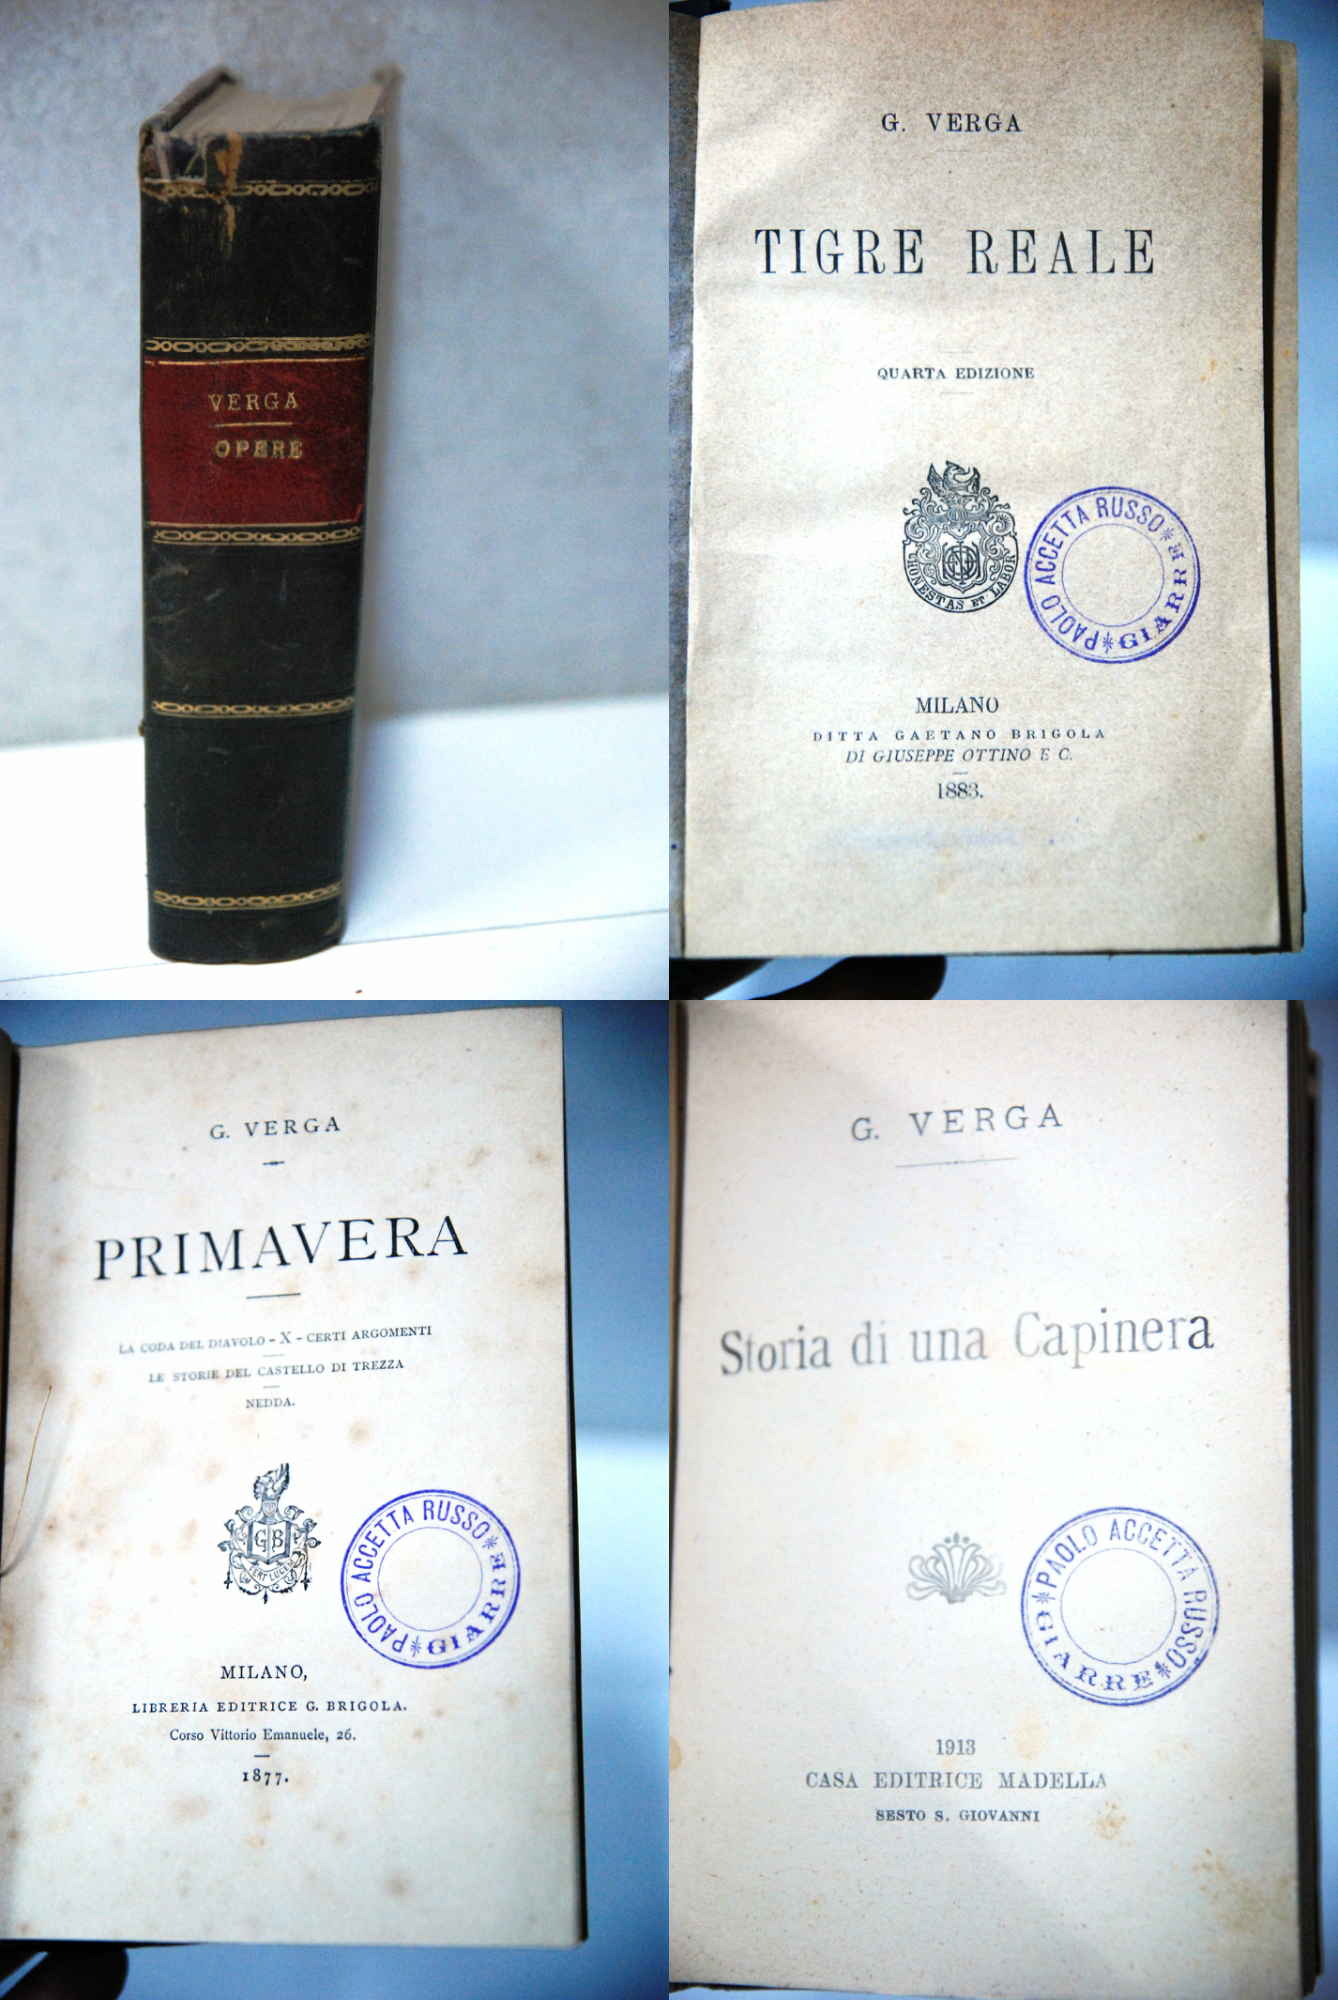 VERGA
OPERE
G. VERGA
TIGRE REALE
QUARTA EDIZIONE
HONESTAS ET LABOR
PAOLO ACCETTA RUSSO * GIARR
MILANO
DITTA GAETANO BRIGOLA
DI GIUSEPPE OTTINO E C.
1883.
G. VERGA
PRIMAVERA
LA CODA DEL DIAVOLO - X - CERTI ARGOMENTI
LE STORIE DEL CASTELLO DI TREZZA
NEDDA.
G B
FERT LUCEM
PAOLO ACCETTA RUSSO * GIARRE *
MILANO,
LIBRERIA EDITRICE G. BRIGOLA.
Corso Vittorio Emanuele, 26.
1877.
G. VERGA
Storia di una Capinera
* PAOLO ACCETTA RUSSO * GIARRE
1913
CASA EDITRICE MADELLA
SESTO S. GIOVANNI